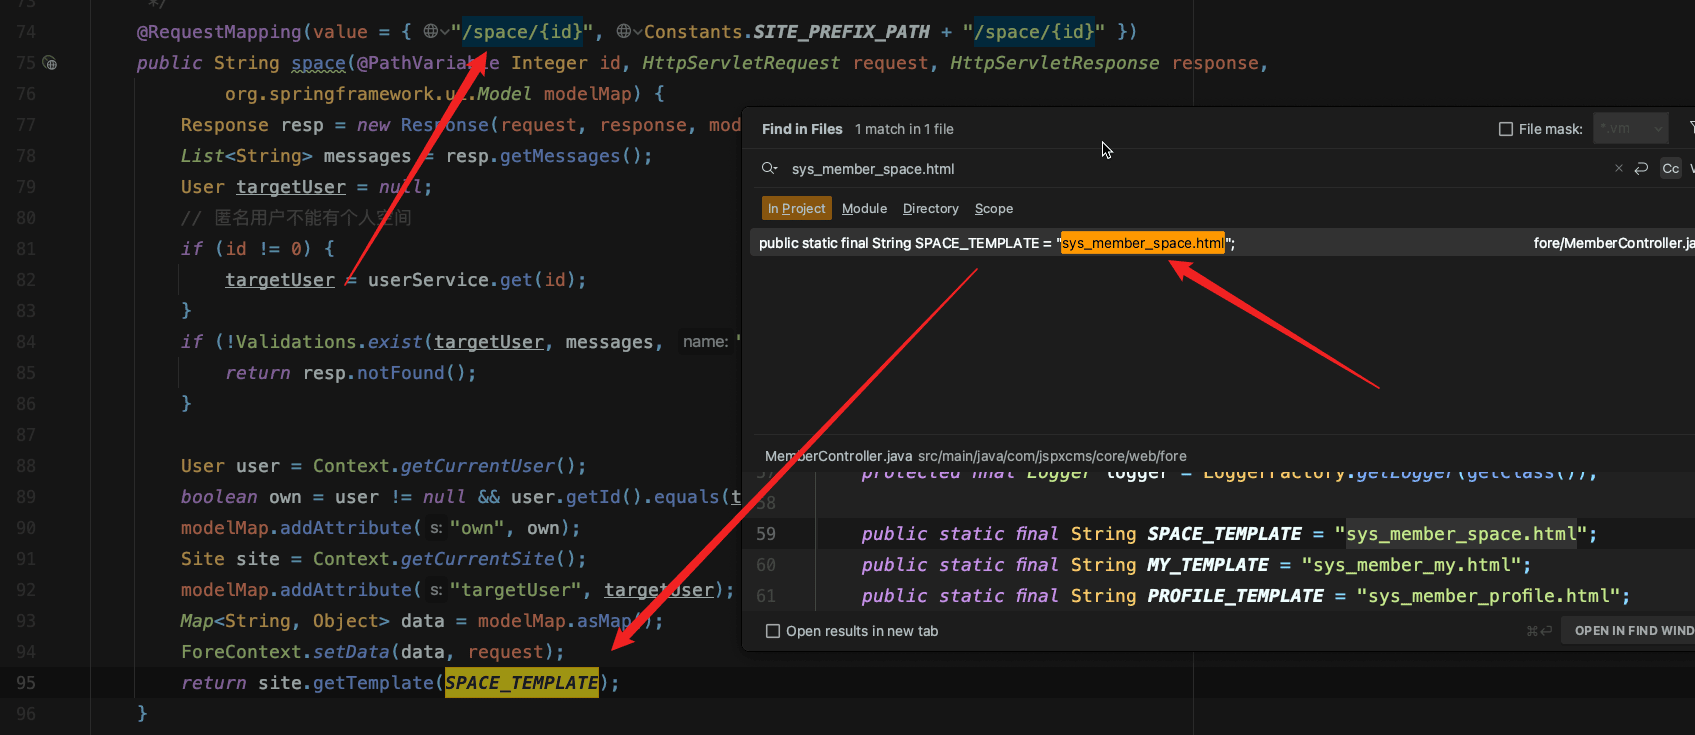 73 */
74 @RequestMapping(value = { "/space/{id}", Constants.SITE_PREFIX_PATH + "/space/{id}" })
75 public String space(@PathVariable Integer id, HttpServletRequest request, HttpServletResponse response,
76 org.springframework.ui.Model modelMap) {
77 Response resp = new Response(request, response, mod
78 List<String> messages = resp.getMessages();
79 User targetUser = null;
80 // 匿名用户不能有个人空间
81 if (id != 0) {
82 targetUser = userService.get(id);
83 }
84 if (!Validations.exist(targetUser, messages, name: "
85 return resp.notFound();
86 }
87
88 User user = Context.getCurrentUser();
89 boolean own = user != null && user.getId().equals(t
90 modelMap.addAttribute( s: "own", own);
91 Site site = Context.getCurrentSite();
92 modelMap.addAttribute( s: "targetUser", targetUser);
93 Map<String, Object> data = modelMap.asMap();
94 ForeContext.setData(data, request);
95 return site.getTemplate(SPACE_TEMPLATE);
96 }
Find in Files 1 match in 1 file File mask: *.vm
sys_member_space.html × Cc
In Project Module Directory Scope
public static final String SPACE_TEMPLATE = "sys_member_space.html"; fore/MemberController.ja
MemberController.java src/main/java/com/jspxcms/core/web/fore
57 protected final Logger logger = LoggerFactory.getLogger(getClass());
58
59 public static final String SPACE_TEMPLATE = "sys_member_space.html";
60 public static final String MY_TEMPLATE = "sys_member_my.html";
61 public static final String PROFILE_TEMPLATE = "sys_member_profile.html";
Open results in new tab ⌘↩ OPEN IN FIND WIND